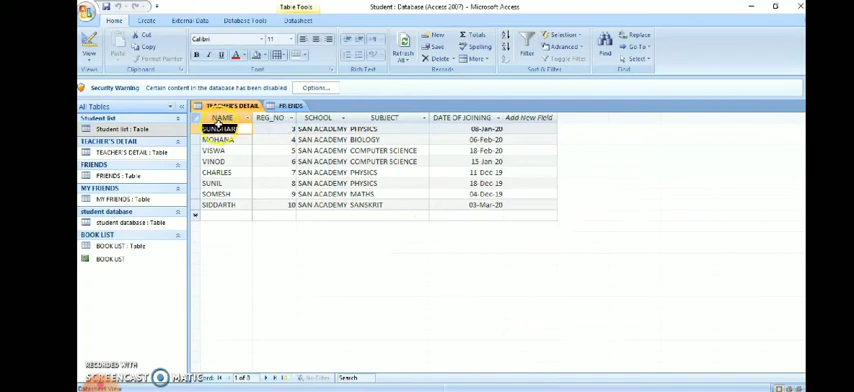 Table Tools
Student : Database (Access 2007) - Microsoft Access
Home Create External Data Database Tools Datasheet
View
Views
Cut
Copy
Paste
Format Painter
Clipboard
Calibri 11
B I U
Font
Rich Text
Refresh All
New
Save
Delete
Totals
Spelling
More
Records
Selection
Advanced
Sort & Filter
Find
Replace
Go To
Select
Find
Security Warning Certain content in the database has been disabled Options...
All Tables
Student list
Student list : Table
TEACHER'S DETAIL
TEACHER'S DETAIL : Table
FRIENDS
FRIENDS : Table
MY FRIENDS
MY FRIENDS : Table
student database
student database : Table
BOOK LIST
BOOK LIST : Table
BOOK LIST
TEACHER'S DETAIL FRIENDS
NAME REG_NO SCHOOL SUBJECT DATE OF JOINING Add New Field
3 SAN ACADEMY PHYSICS 08-Jan-20
MOHANA 4 SAN ACADEMY BIOLOGY 06-Feb-20
VISWA 5 SAN ACADEMY COMPUTER SCIENCE 18-Feb-20
VINOD 6 SAN ACADEMY COMPUTER SCIENCE 15-Jan-20
CHARLES 7 SAN ACADEMY PHYSICS 11-Dec-19
SUNIL 8 SAN ACADEMY PHYSICS 18-Dec-19
SOMESH 9 SAN ACADEMY MATHS 04-Dec-19
SIDDARTH 10 SAN ACADEMY SANSKRIT 03-Mar-20
1 of 8 No Filter Search
RECORDED WITH
SCREENCAST MATIC
Datasheet View